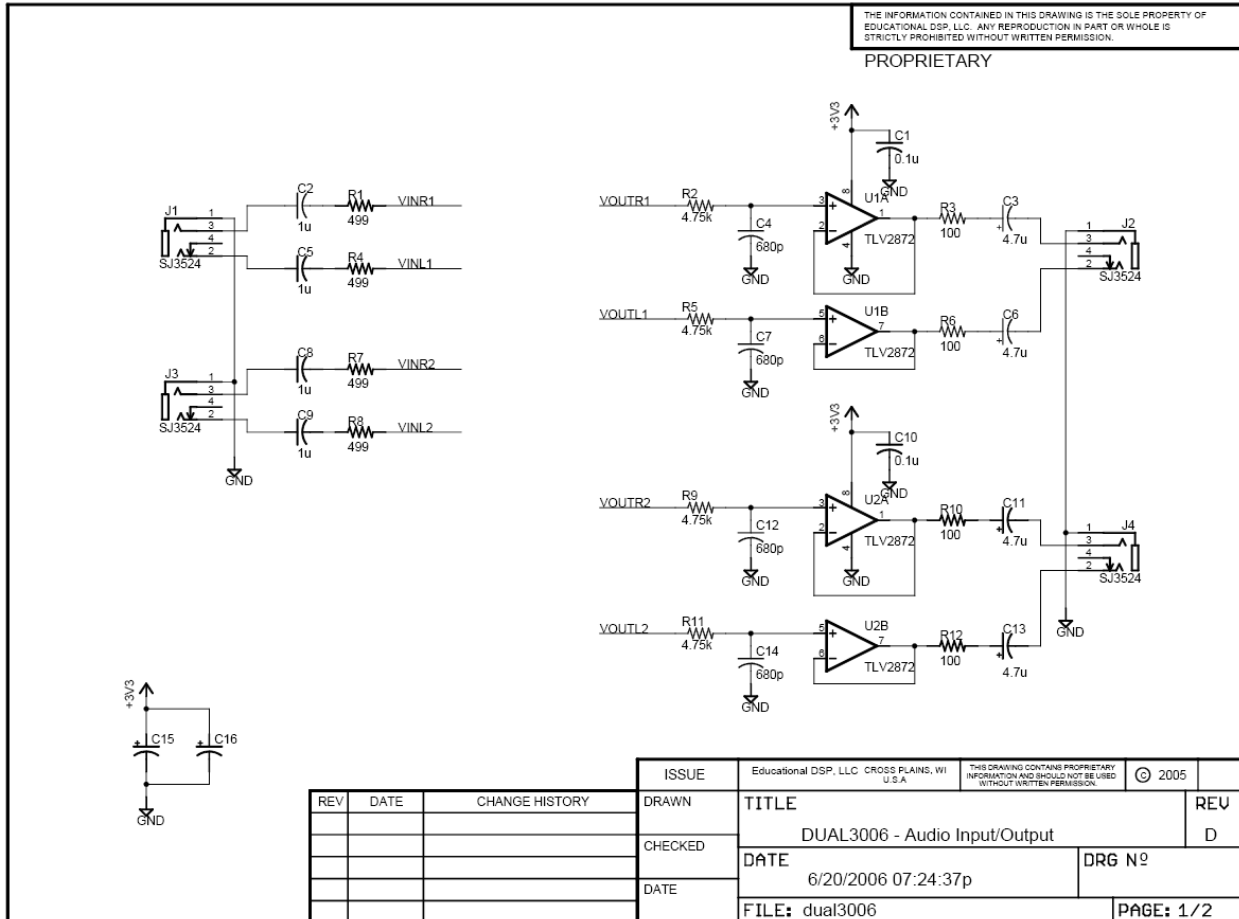 THE INFORMATION CONTAINED IN THIS DRAWING IS THE SOLE PROPERTY OF
EDUCATIONAL DSP, LLC. ANY REPRODUCTION IN PART OR WHOLE IS
STRICTLY PROHIBITED WITHOUT WRITTEN PERMISSION.
PROPRIETARY
J1
1
3
4
2
SJ3524
C2
1u
R1
499
VINR1
C5
1u
R4
499
VINL1
J3
1
3
4
2
SJ3524
C8
1u
R7
499
VINR2
C9
1u
R8
499
VINL2
GND
+3V3
C1
0.1u
GND
VOUTR1
R2
4.75k
C4
680p
GND
3
2
8
4
1
U1A
TLV2872
GND
R3
100
C3
+
4.7u
VOUTL1
R5
4.75k
C7
680p
GND
5
6
7
U1B
TLV2872
R6
100
C6
+
4.7u
J2
1
3
4
2
SJ3524
+3V3
C10
0.1u
GND
VOUTR2
R9
4.75k
C12
680p
GND
3
2
8
4
1
U2A
TLV2872
GND
R10
100
C11
+
4.7u
VOUTL2
R11
4.75k
C14
680p
GND
5
6
7
U2B
TLV2872
R12
100
C13
+
4.7u
J4
1
3
4
2
SJ3524
GND
+3V3
+
C15
+
C16
GND
REV DATE CHANGE HISTORY
ISSUE
DRAWN
CHECKED
DATE
Educational DSP, LLC CROSS PLAINS, WI
U.S.A
THIS DRAWING CONTAINS PROPRIETARY
INFORMATION AND SHOULD NOT BE USED
WITHOUT WRITTEN PERMISSION.
© 2005
TITLE
DUAL3006 - Audio Input/Output
REV
D
DATE
6/20/2006 07:24:37p
DRG Nº
FILE: dual3006
PAGE: 1/2